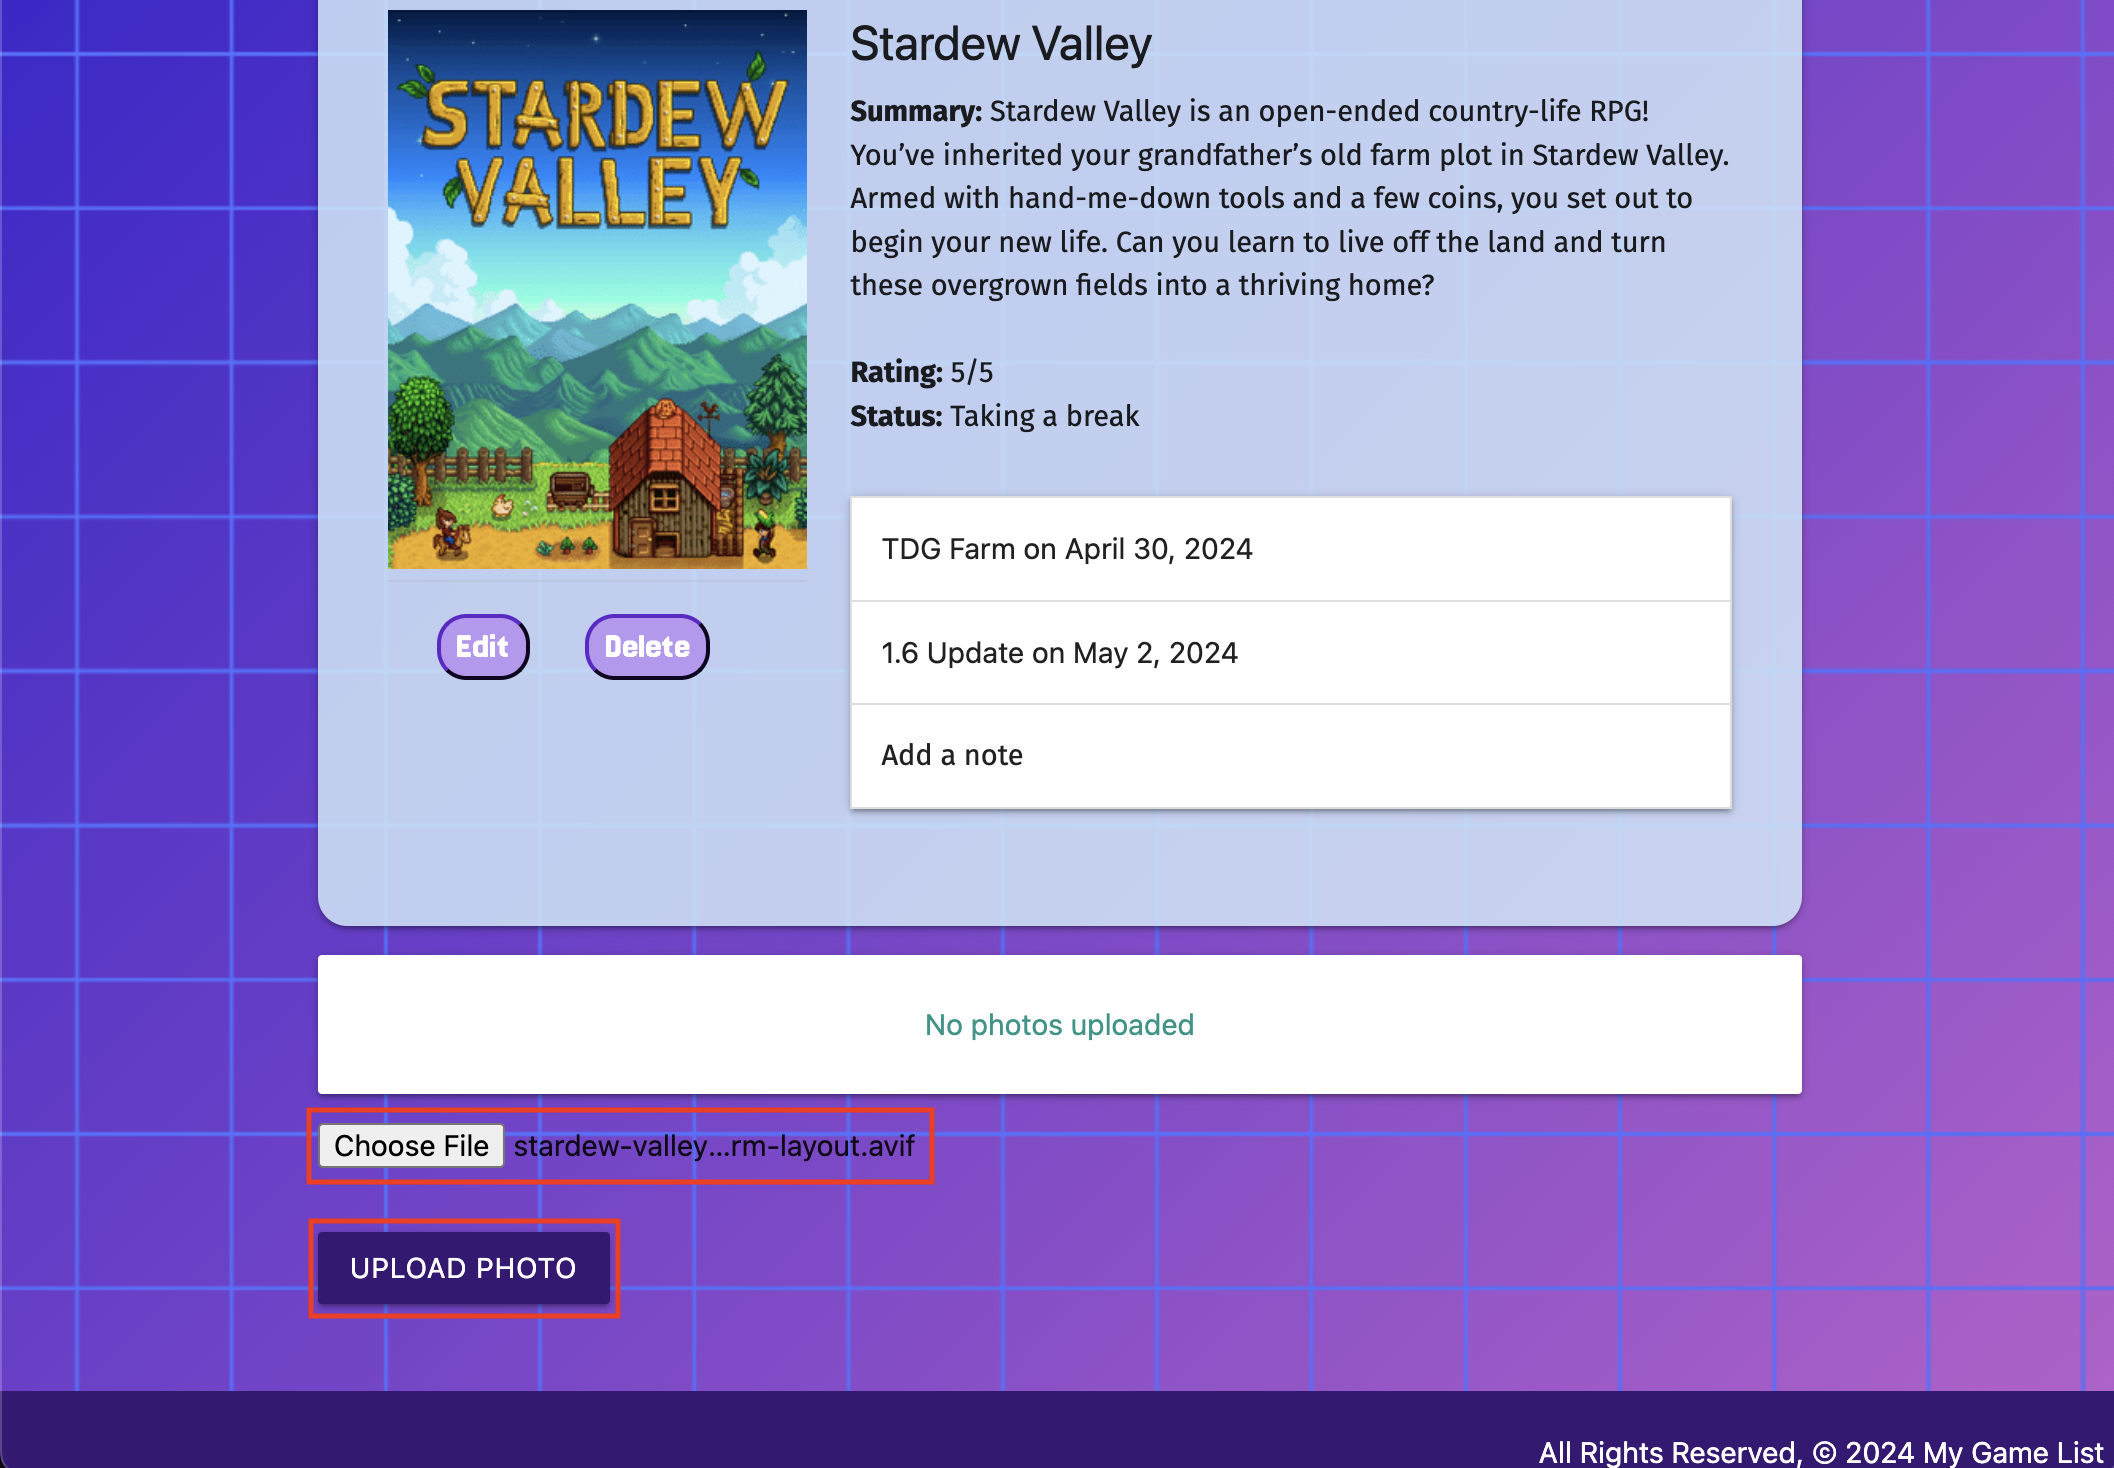 STARDEW
VALLEY
Stardew Valley
Summary: Stardew Valley is an open-ended country-life RPG!
You’ve inherited your grandfather’s old farm plot in Stardew Valley.
Armed with hand-me-down tools and a few coins, you set out to
begin your new life. Can you learn to live off the land and turn
these overgrown fields into a thriving home?
Rating: 5/5
Status: Taking a break
TDG Farm on April 30, 2024
1.6 Update on May 2, 2024
Add a note
Edit
Delete
No photos uploaded
Choose File stardew-valley...rm-layout.avif
UPLOAD PHOTO
All Rights Reserved, © 2024 My Game List